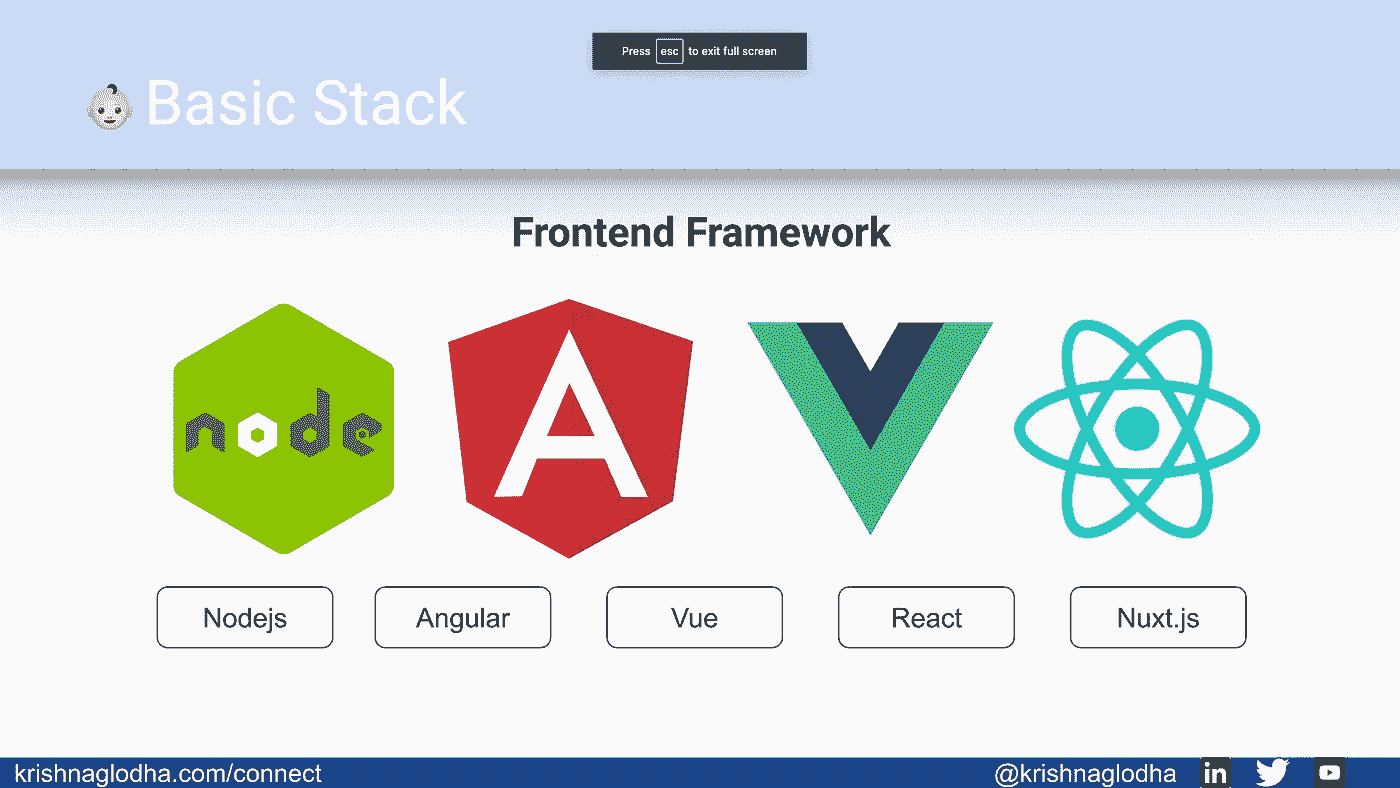 Press esc to exit full screen
Basic Stack
Frontend Framework
node
Nodejs
Angular
Vue
React
Nuxt.js
krishnaglodha.com/connect
@krishnaglodha
in